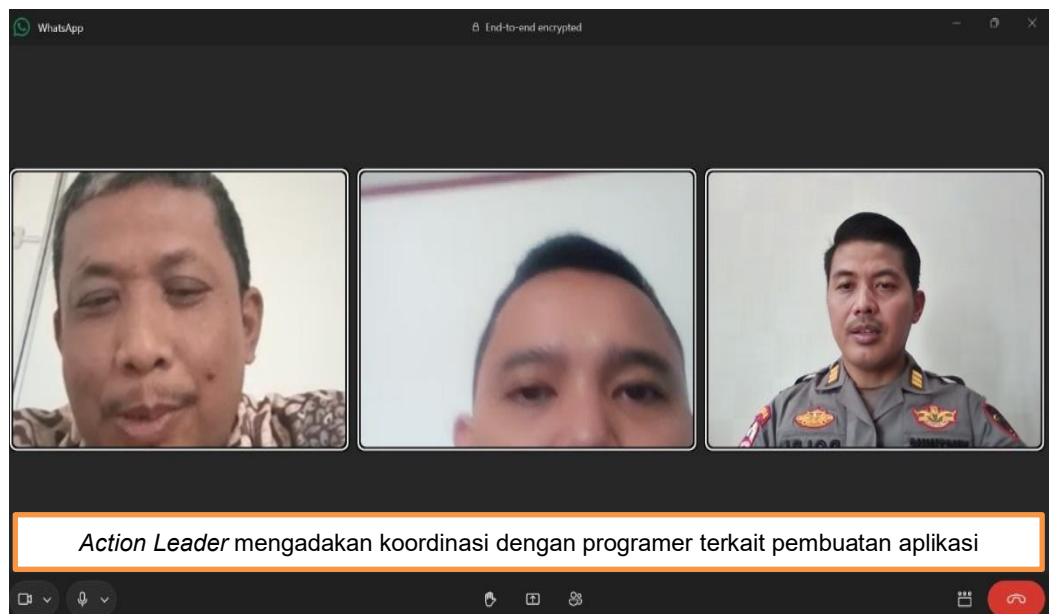 WhatsApp
End-to-end encrypted
Action Leader mengadakan koordinasi dengan programer terkait pembuatan aplikasi